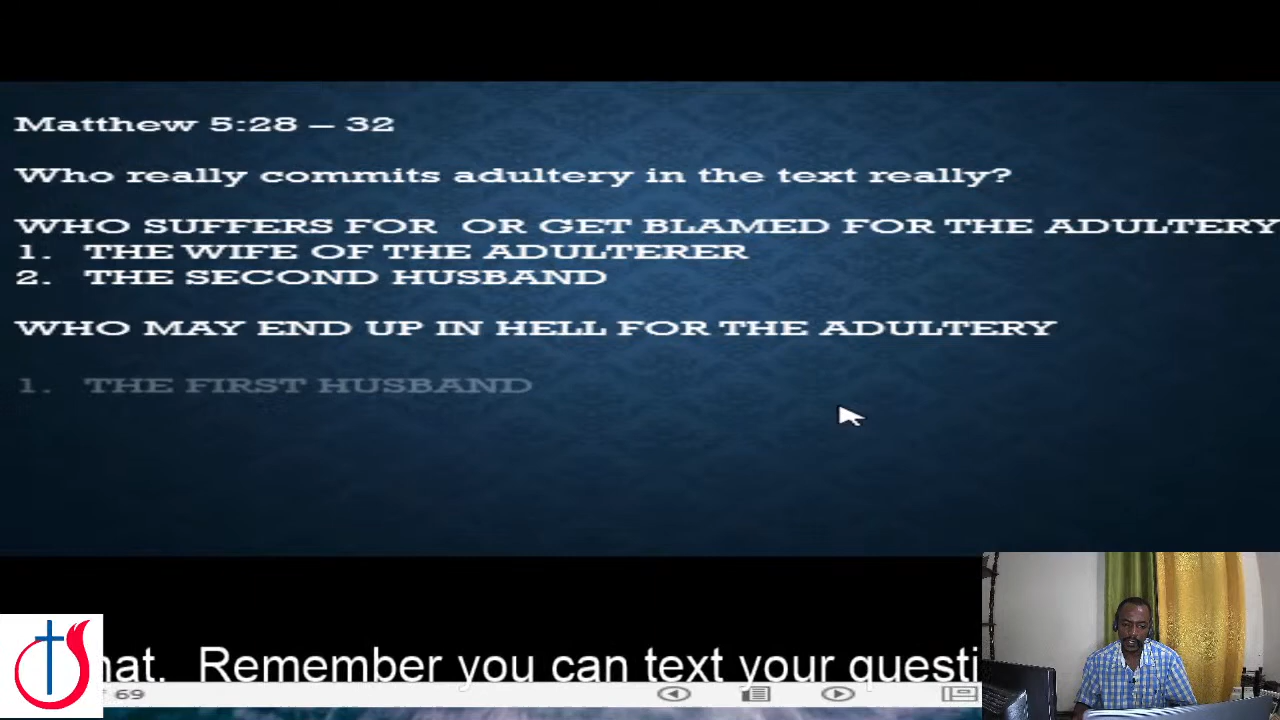 Matthew 5:28 – 32
Who really commits adultery in the text really?
WHO SUFFERS FOR OR GET BLAMED FOR THE ADULTERY
1. THE WIFE OF THE ADULTERER
2. THE SECOND HUSBAND
WHO MAY END UP IN HELL FOR THE ADULTERY
1. THE FIRST HUSBAND
hat. Remember you can text your questi
69